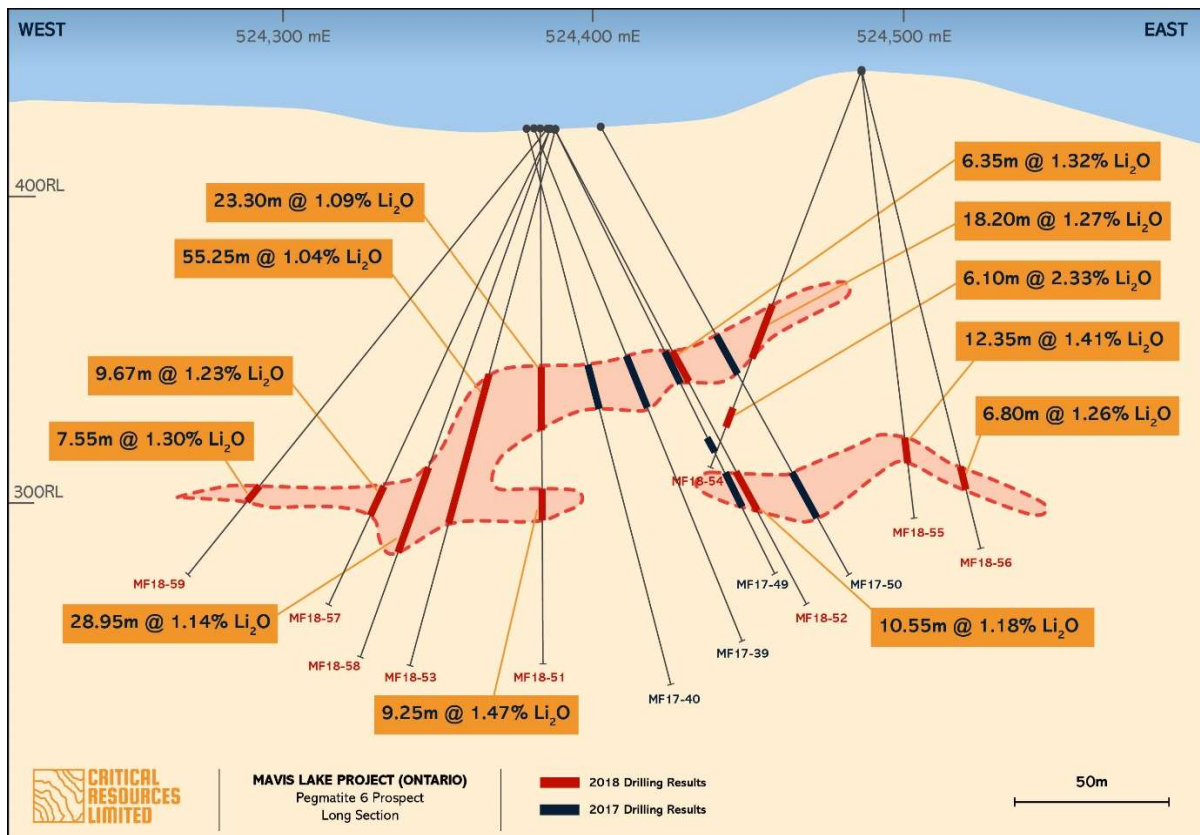 WEST
524,300 mE
524,400 mE
524,500 mE
EAST
400RL
300RL
23.30m @ 1.09% Li₂O
55.25m @ 1.04% Li₂O
9.67m @ 1.23% Li₂O
7.55m @ 1.30% Li₂O
6.35m @ 1.32% Li₂O
18.20m @ 1.27% Li₂O
6.10m @ 2.33% Li₂O
12.35m @ 1.41% Li₂O
6.80m @ 1.26% Li₂O
MF18-54
MF18-55
MF18-56
MF18-59
MF18-57
MF17-49
MF17-50
MF18-52
28.95m @ 1.14% Li₂O
10.55m @ 1.18% Li₂O
MF18-58
MF18-53
MF18-51
MF17-39
MF17-40
9.25m @ 1.47% Li₂O
CRITICAL
RESOURCES
LIMITED
MAVIS LAKE PROJECT (ONTARIO)
Pegmatite 6 Prospect
Long Section
2018 Drilling Results
2017 Drilling Results
50m